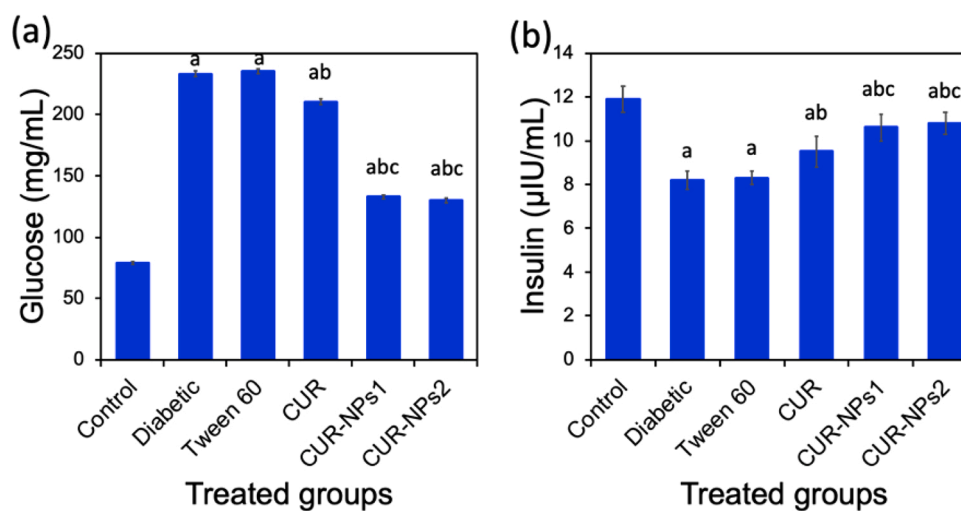 (a)
Glucose (mg/mL)
250
200
150
100
50
0
a
a
ab
abc
abc
Control
Diabetic
Tween 60
CUR
CUR-NPs1
CUR-NPs2
Treated groups
(b)
Insulin (µIU/mL)
14
12
10
8
6
4
2
0
a
a
ab
abc
abc
Control
Diabetic
Tween 60
CUR
CUR-NPs1
CUR-NPs2
Treated groups